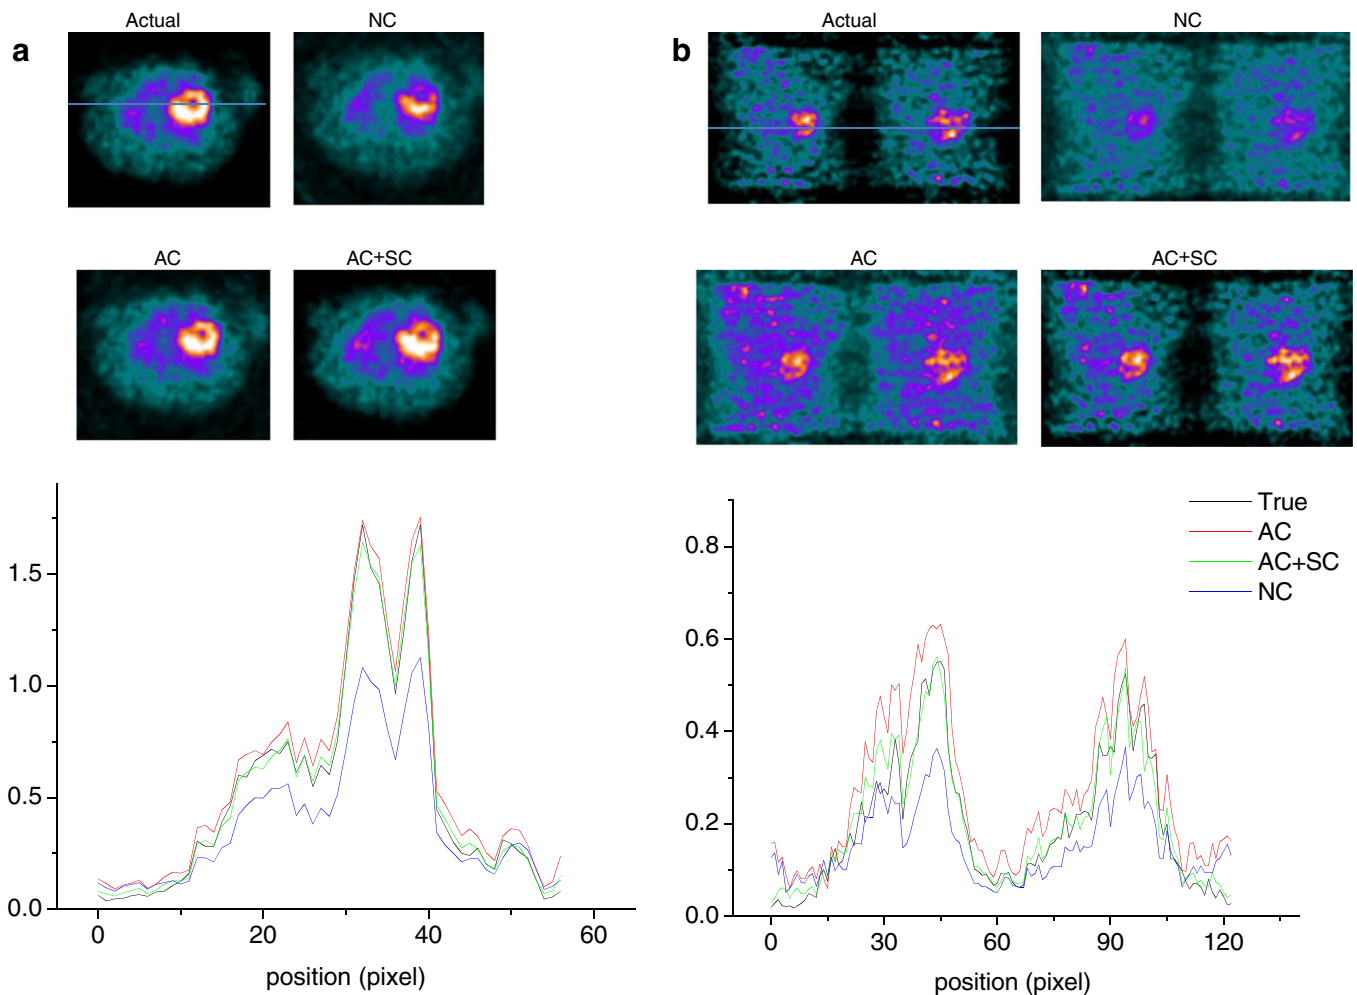 a
Actual
NC
AC
AC+SC
1.5
1.0
0.5
0.0
0
20
40
60
position (pixel)
b
Actual
NC
AC
AC+SC
True
AC
AC+SC
NC
0.8
0.6
0.4
0.2
0.0
0
30
60
90
120
position (pixel)